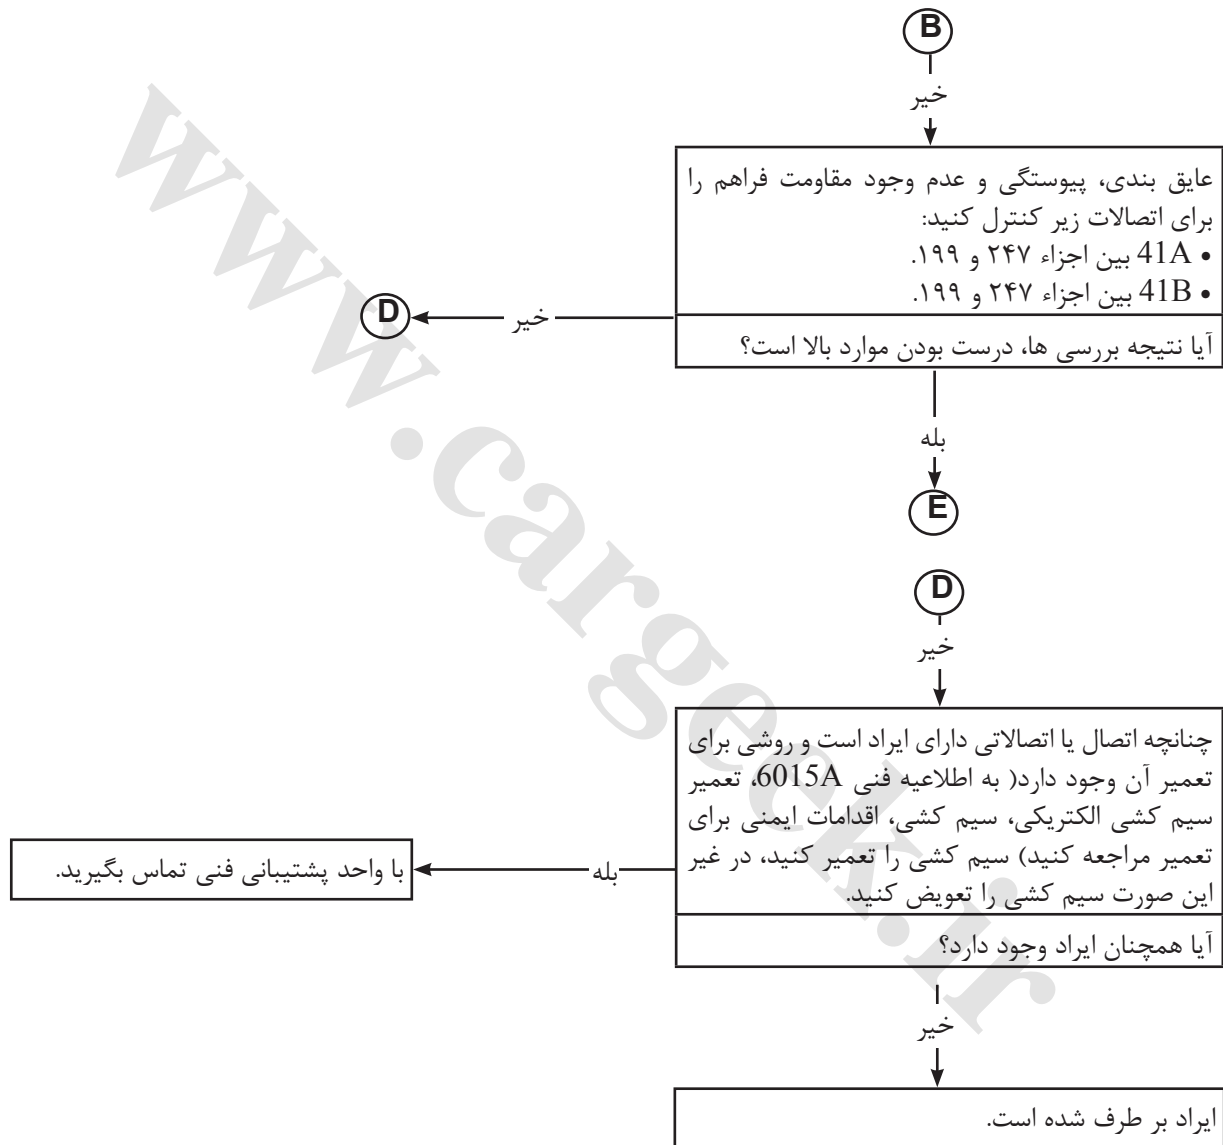 B
خیر
عایق بندی، پیوستگی و عدم وجود مقاومت فراهم را
برای اتصالات زیر کنترل کنید:
• 41A بین اجزاء ۲۴۷ و ۱۹۹.
• 41B بین اجزاء ۲۴۷ و ۱۹۹.
آیا نتیجه بررسی ها، درست بودن موارد بالا است؟
خیر
D
بله
E
D
خیر
چنانچه اتصال یا اتصالاتی دارای ایراد است و روشی برای
تعمیر آن وجود دارد( به اطلاعیه فنی 6015A، تعمیر
سیم کشی الکتریکی، سیم کشی، اقدامات ایمنی برای
تعمیر مراجعه کنید) سیم کشی را تعمیر کنید، در غیر
این صورت سیم کشی را تعویض کنید.
آیا همچنان ایراد وجود دارد؟
بله
با واحد پشتیبانی فنی تماس بگیرید.
خیر
ایراد بر طرف شده است.
www.cargeek.ir